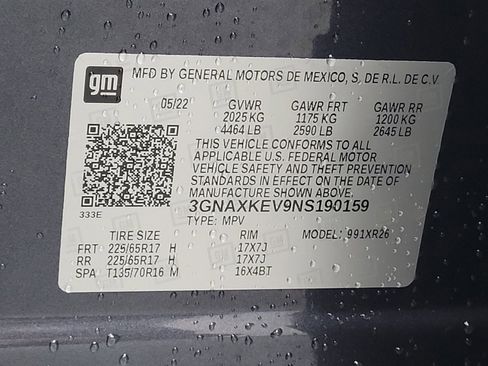 gm
MFD BY GENERAL MOTORS DE MEXICO, S, DE R.L. DE C.V.
05/22 GVWR GAWR FRT GAWR RR
2025 KG 1175 KG 1200 KG
4464 LB 2590 LB 2645 LB
THIS VEHICLE CONFORMS TO ALL
APPLICABLE U.S. FEDERAL MOTOR
VEHICLE SAFETY AND THEFT PREVENTION
STANDARDS IN EFFECT ON THE DATE OF
MANUFACTURE SHOWN ABOVE.
3GNAXKEV9NS190159
333E TYPE: MPV
TIRE SIZE RIM MODEL: 991XR26
FRT 225/65R17 H 17X7J
RR 225/65R17 H 17X7J
SPA T135/70R16 M 16X4BT